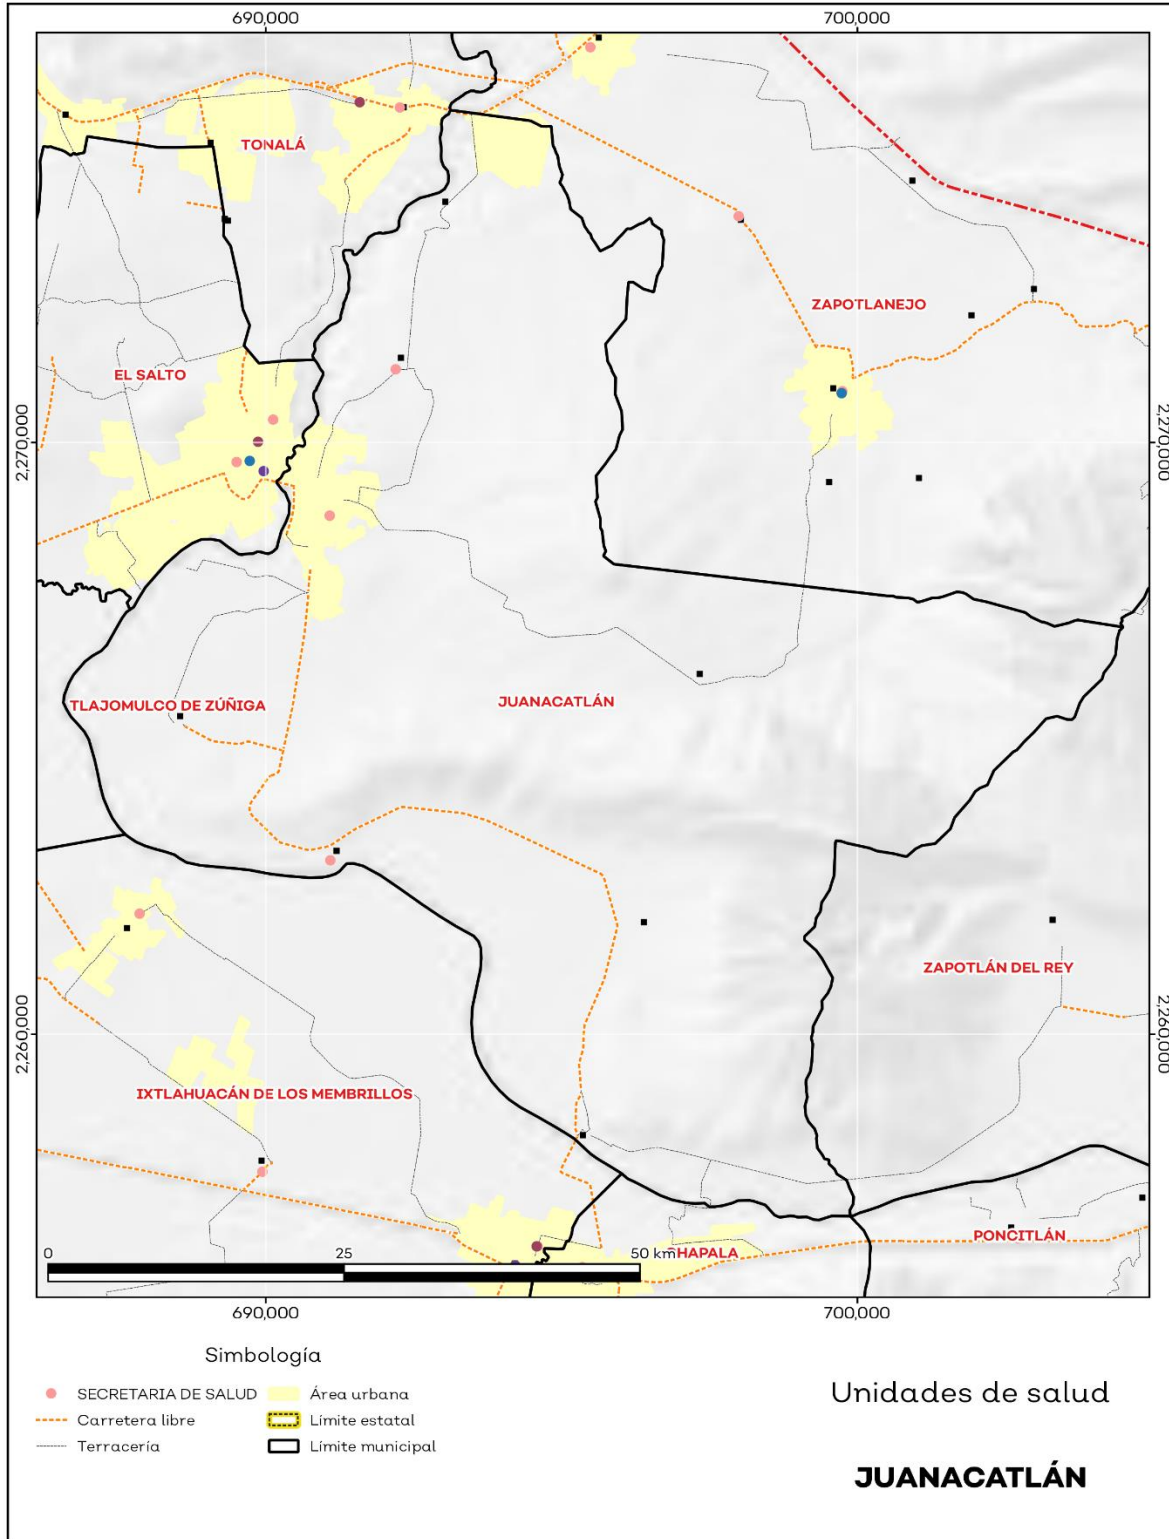 690,000
700,000
TONALÁ
ZAPOTLANEJO
EL SALTO
2,270,000
2,270,000
TLAJOMULCO DE ZÚÑIGA
JUANACATLÁN
ZAPOTLÁN DEL REY
2,260,000
2,260,000
IXTLAHUACÁN DE LOS MEMBRILLOS
PONCITLÁN
0
25
50 km
CHAPALA
690,000
700,000
Simbología
SECRETARIA DE SALUD
Área urbana
Carretera libre
Límite estatal
Terracería
Límite municipal
Unidades de salud
JUANACATLÁN